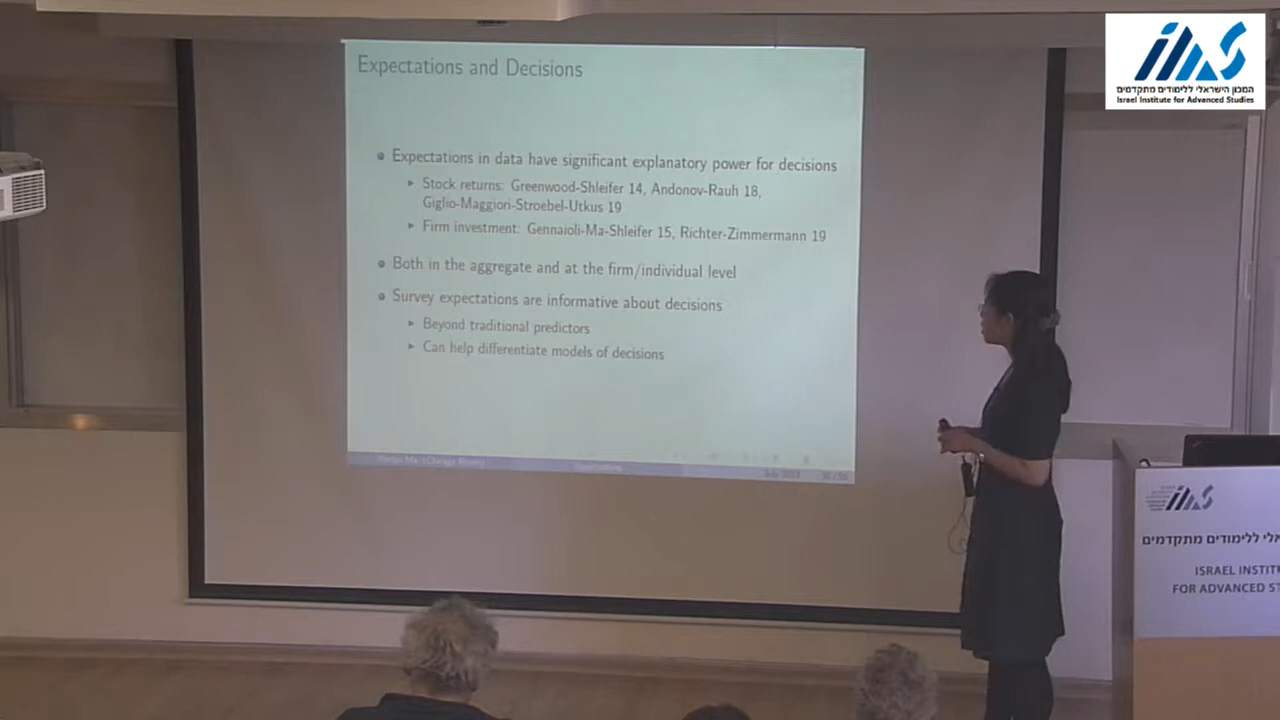 Expectations and Decisions
Expectations in data have significant explanatory power for decisions
Stock returns: Greenwood-Shleifer 14, Andonov-Rauh 18,
Giglio-Maggiori-Stroebel-Utkus 19
Firm investment: Gennaioli-Ma-Shleifer 15, Richter-Zimmermann 19
Both in the aggregate and at the firm/individual level
Survey expectations are informative about decisions
Beyond traditional predictors
Can help differentiate models of decisions
המכון הישראלי ללימודים מתקדמים
Israel Institute for Advanced Studies
אלי ללימודים מתקדמים
ISRAEL INSTIT
FOR ADVANCED ST